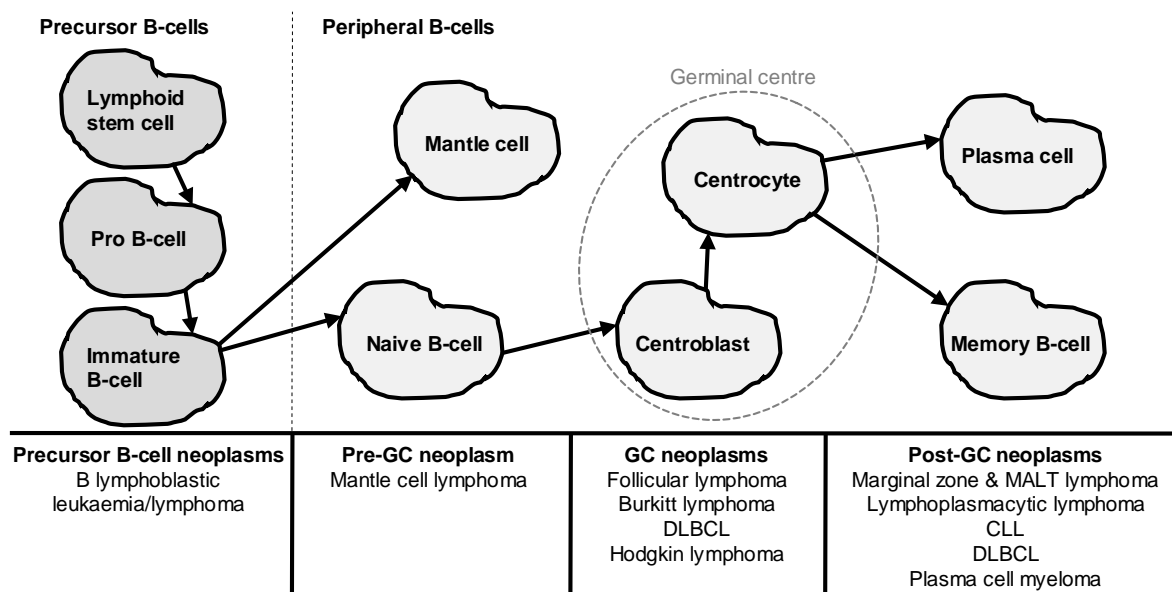 Precursor B-cells
Peripheral B-cells
Germinal centre
Lymphoid
stem cell
Mantle cell
Centrocyte
Plasma cell
Pro B-cell
Immature
B-cell
Naive B-cell
Centroblast
Memory B-cell
Precursor B-cell neoplasms
B lymphoblastic
leukaemia/lymphoma
Pre-GC neoplasm
Mantle cell lymphoma
GC neoplasms
Follicular lymphoma
Burkitt lymphoma
DLBCL
Hodgkin lymphoma
Post-GC neoplasms
Marginal zone & MALT lymphoma
Lymphoplasmacytic lymphoma
CLL
DLBCL
Plasma cell myeloma